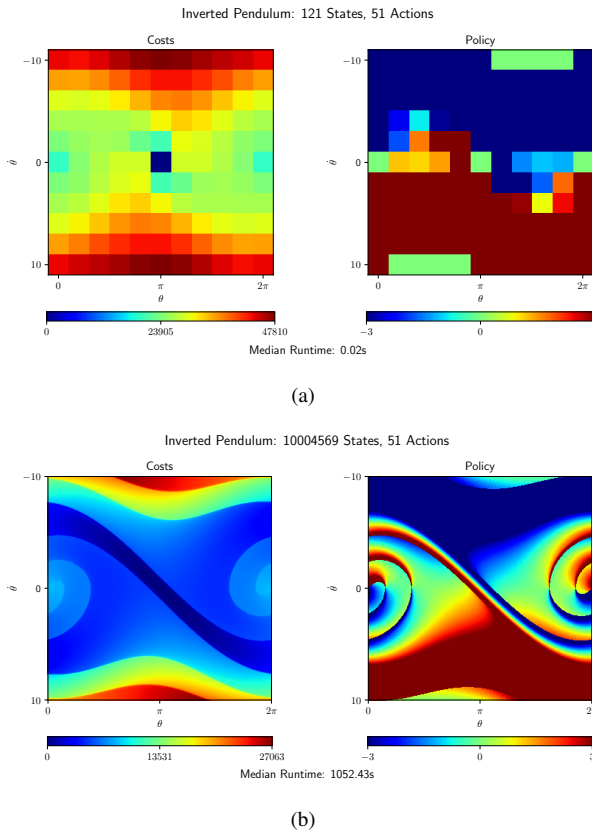 Inverted Pendulum: 121 States, 51 Actions
Costs
Policy
−10
0
10
θ̇
0
π
2π
θ
−10
0
10
θ̇
0
π
2π
θ
0
23905
47810
−3
0
Median Runtime: 0.02s
(a)
Inverted Pendulum: 10004569 States, 51 Actions
Costs
Policy
−10
0
10
θ̇
0
π
2π
θ
−10
0
10
θ̇
0
π
2π
θ
0
13531
27063
−3
0
3
Median Runtime: 1052.43s
(b)